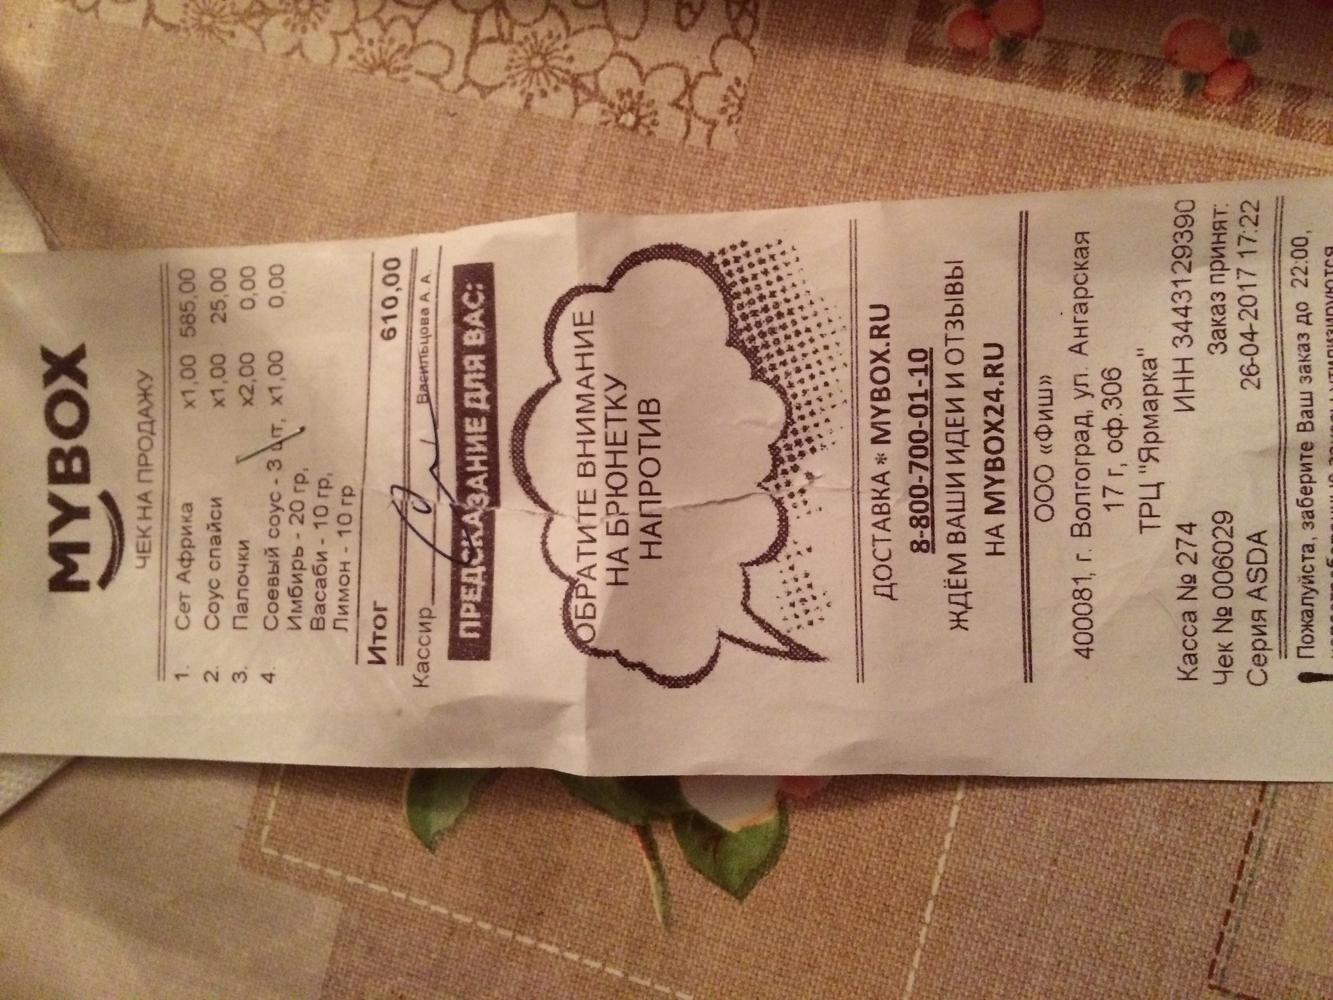 MYBOX
ЧЕК НА ПРОДАЖУ
1. Сет Африка x1,00 585,00
2. Соус спайси x1,00 25,00
3. Палочки x2,00 0,00
4. Соевый соус - 3 шт, x1,00 0,00
Имбирь - 20 гр,
Васаби - 10 гр,
Лимон - 10 гр
Итог 610,00
Кассир Васильцова А. А.
ПРЕДСКАЗАНИЕ ДЛЯ ВАС:
ОБРАТИТЕ ВНИМАНИЕ
НА БРЮНЕТКУ
НАПРОТИВ
ДОСТАВКА * MYBOX.RU
8-800-700-01-10
ЖДЁМ ВАШИ ИДЕИ И ОТЗЫВЫ
НА MYBOX24.RU
ООО «Фиш»
400081, г. Волгоград, ул. Ангарская
17 г, оф.306
ТРЦ "Ярмарка"
Касса № 274 ИНН 3443129390
Чек № 006029 Заказ принят:
Серия ASDA 26-04-2017 17:22
! Пожалуйста, заберите Ваш заказ до 22:00,